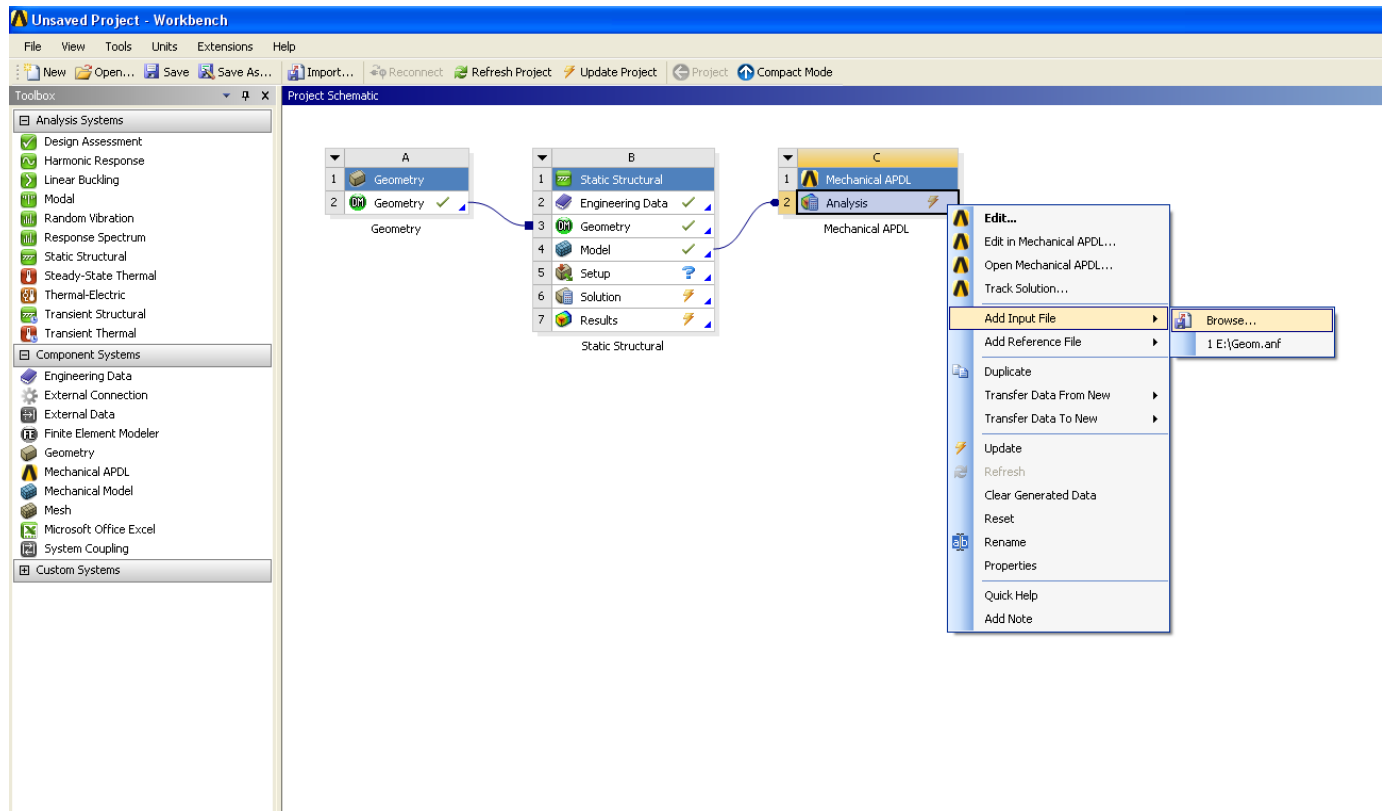 Unsaved Project - Workbench
File View Tools Units Extensions Help
New Open... Save Save As... Import... Reconnect Refresh Project Update Project Project Compact Mode
Toolbox
Project Schematic
Analysis Systems
Design Assessment
Harmonic Response
Linear Buckling
Modal
Random Vibration
Response Spectrum
Static Structural
Steady-State Thermal
Thermal-Electric
Transient Structural
Transient Thermal
Component Systems
Engineering Data
External Connection
External Data
Finite Element Modeler
Geometry
Mechanical APDL
Mechanical Model
Mesh
Microsoft Office Excel
System Coupling
Custom Systems
A
1 Geometry
2 Geometry
Geometry
B
1 Static Structural
2 Engineering Data
3 Geometry
4 Model
5 Setup
6 Solution
7 Results
Static Structural
C
1 Mechanical APDL
2 Analysis
Mechanical APDL
Edit...
Edit in Mechanical APDL...
Open Mechanical APDL...
Track Solution...
Add Input File
Add Reference File
Duplicate
Transfer Data From New
Transfer Data To New
Update
Refresh
Clear Generated Data
Reset
Rename
Properties
Quick Help
Add Note
Browse...
1 E:\Geom.anf